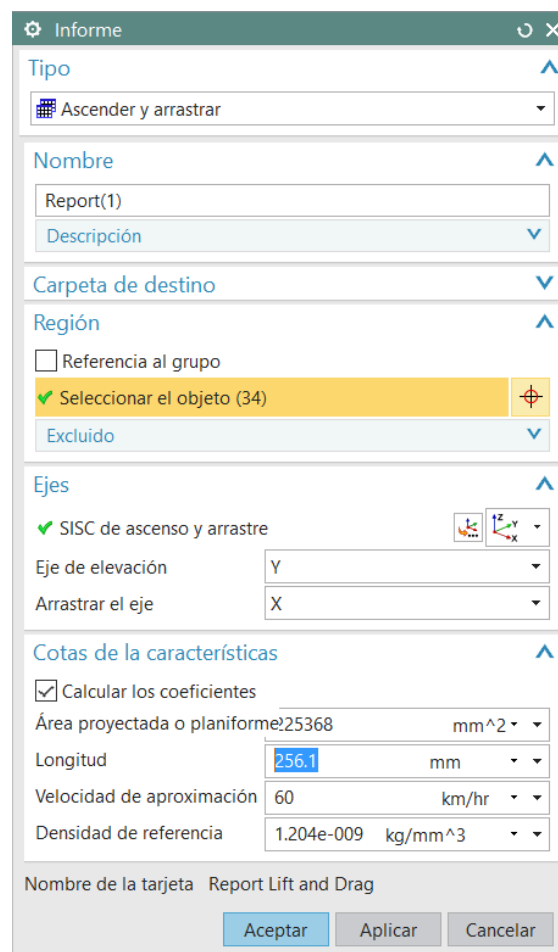 Informe
Tipo
Ascender y arrastrar
Nombre
Report(1)
Descripción
Carpeta de destino
Región
Referencia al grupo
Seleccionar el objeto (34)
Excluido
Ejes
SISC de ascenso y arrastre
Z
Y
X
Eje de elevación Y
Arrastrar el eje X
Cotas de la características
Calcular los coeficientes
Área proyectada o planiforme 225368 mm^2
Longitud 256.1 mm
Velocidad de aproximación 60 km/hr
Densidad de referencia 1.204e-009 kg/mm^3
Nombre de la tarjeta Report Lift and Drag
Aceptar Aplicar Cancelar